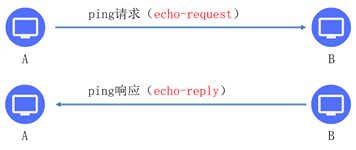 ping请求（echo-request）
A B
ping响应（echo-reply）
A B